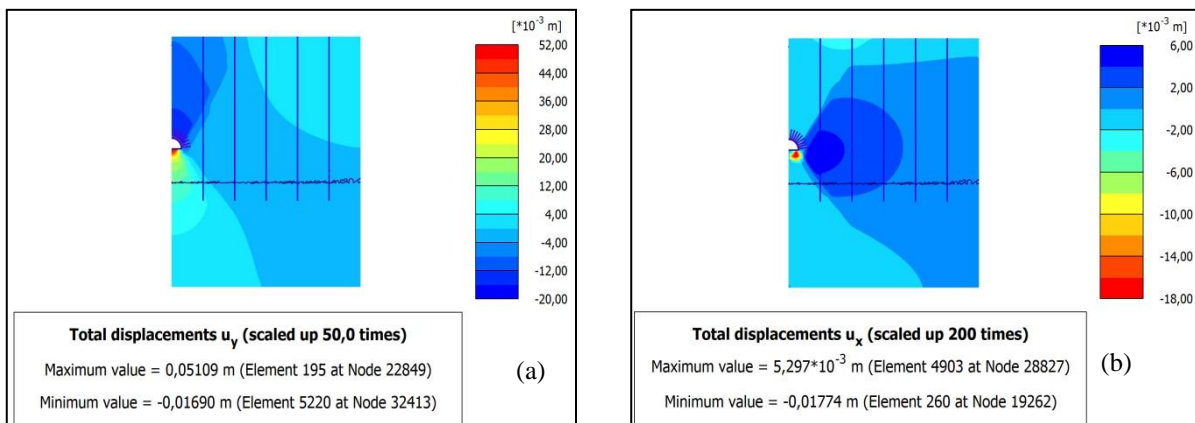 [*10⁻³ m]
52,00
44,00
36,00
28,00
20,00
12,00
4,00
-4,00
-12,00
-20,00
Total displacements uᵧ (scaled up 50,0 times)
Maximum value = 0,05109 m (Element 195 at Node 22849)
Minimum value = -0,01690 m (Element 5220 at Node 32413)
(a)
[*10⁻³ m]
6,00
2,00
-2,00
-6,00
-10,00
-14,00
-18,00
Total displacements uₓ (scaled up 200 times)
Maximum value = 5,297*10⁻³ m (Element 4903 at Node 28827)
Minimum value = -0,01774 m (Element 260 at Node 19262)
(b)